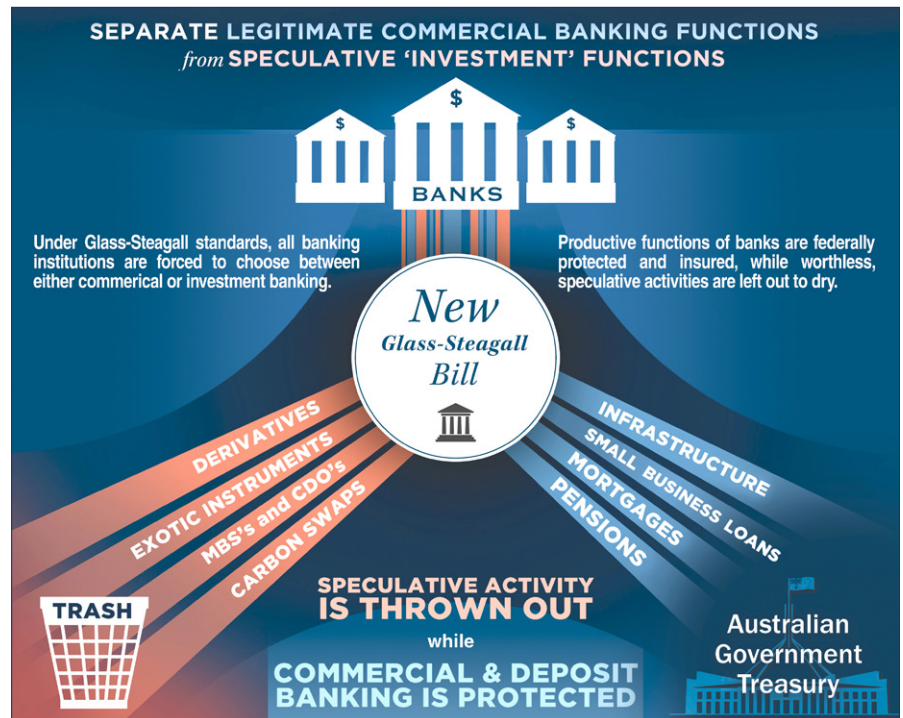 SEPARATE LEGITIMATE COMMERCIAL BANKING FUNCTIONS
from SPECULATIVE ‘INVESTMENT’ FUNCTIONS
$
$
$
BANKS
Under Glass-Steagall standards, all banking
institutions are forced to choose between
either commerical or investment banking.
Productive functions of banks are federally
protected and insured, while worthless,
speculative activities are left out to dry.
New
Glass-Steagall
Bill
DERIVATIVES
EXOTIC INSTRUMENTS
MBS's and CDO's
CARBON SWAPS
INFRASTRUCTURE
SMALL BUSINESS LOANS
MORTGAGES
PENSIONS
TRASH
SPECULATIVE ACTIVITY
IS THROWN OUT
while
COMMERCIAL & DEPOSIT
BANKING IS PROTECTED
Australian
Government
Treasury